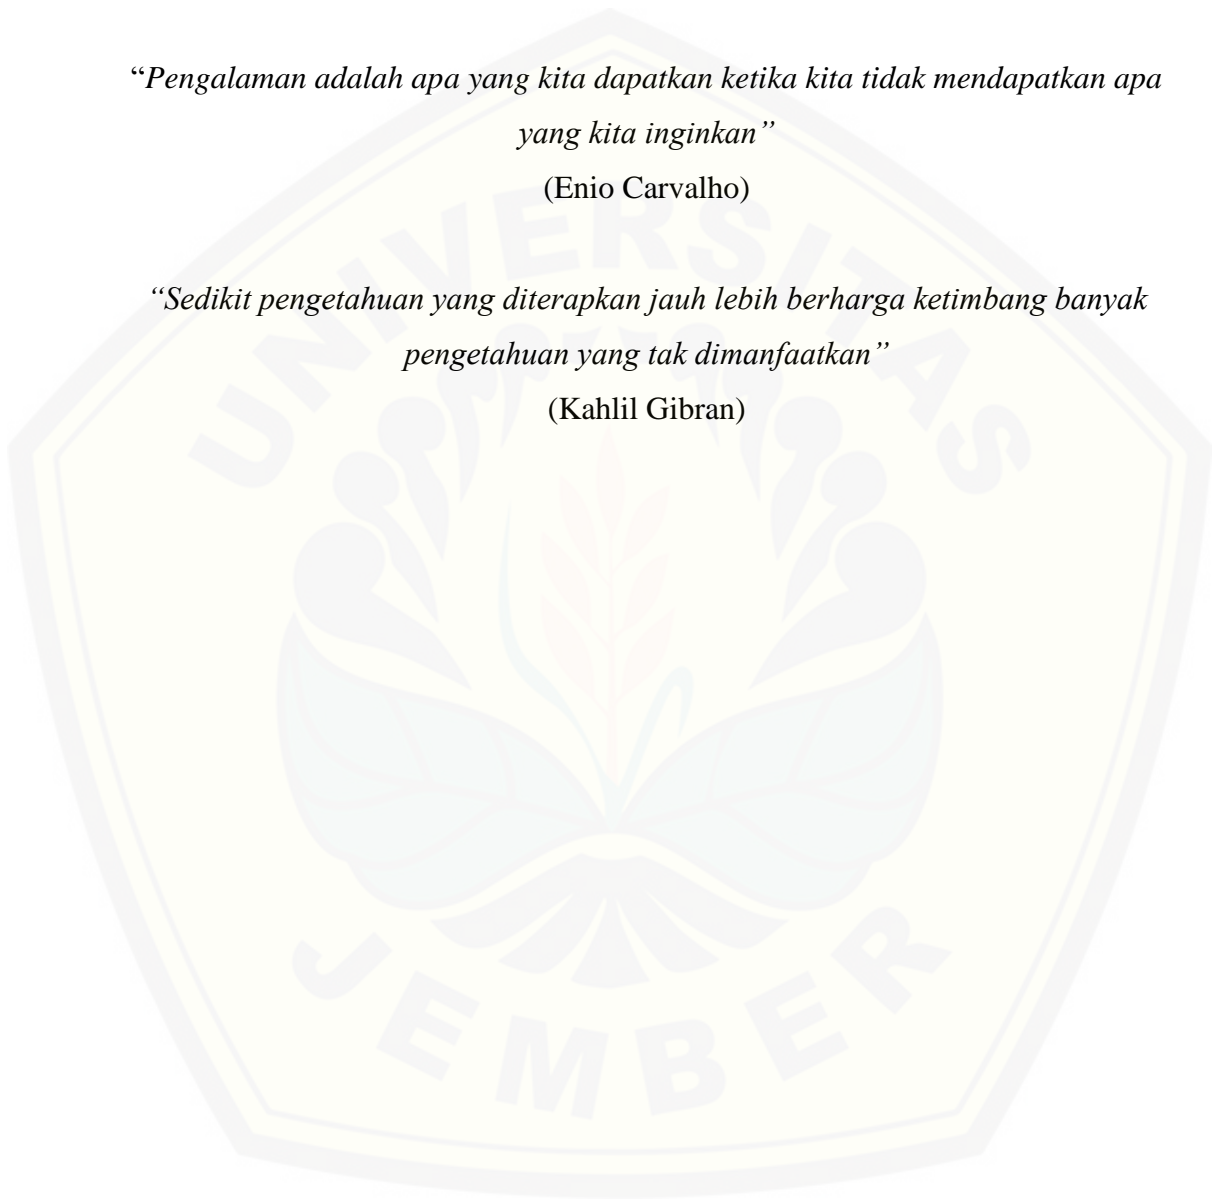 “Pengalaman adalah apa yang kita dapatkan ketika kita tidak mendapatkan apa
yang kita inginkan”
(Enio Carvalho)
“Sedikit pengetahuan yang diterapkan jauh lebih berharga ketimbang banyak
pengetahuan yang tak dimanfaatkan”
(Kahlil Gibran)
UNIVERSITAS
JEMBER